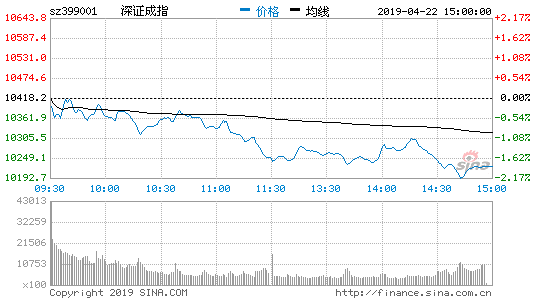 sz399001 深证成指 价格 均线 2019-04-22 15:00:00
10643.8 2.17%
10587.4 1.63%
10531.0 1.08%
10474.6 0.54%
10418.2 0.00%
10361.9 0.54%
10305.5 1.08%
10249.1 1.62%
10192.7 2.17%
sina
09:30 10:00 10:30 11:00 11:30 13:30 14:00 14:30 15:00
43013
32259
21506
10753
x100
Copyright 2019 SINA.COM http://finance.sina.com.cn